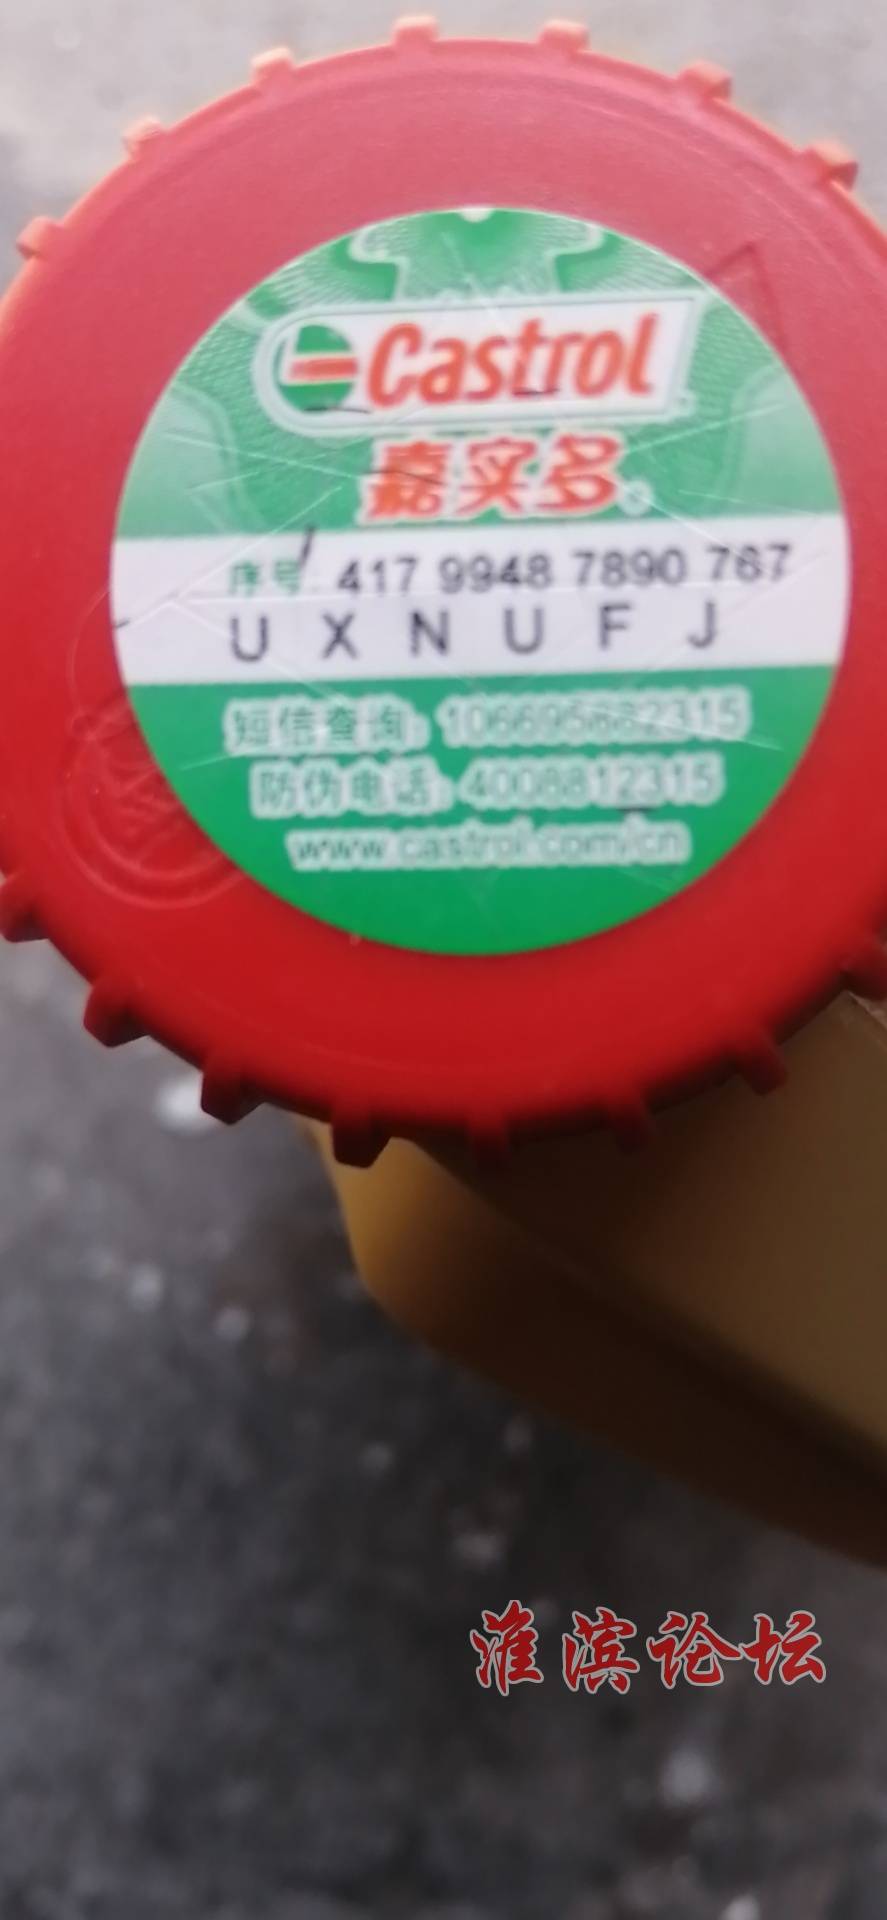 Castrol
嘉实多
序号: 417 9948 7890 767
U X N U F J
短信查询: 106695882315
防伪电话: 4008812315
www.castrol.com/cn
淮滨论坛